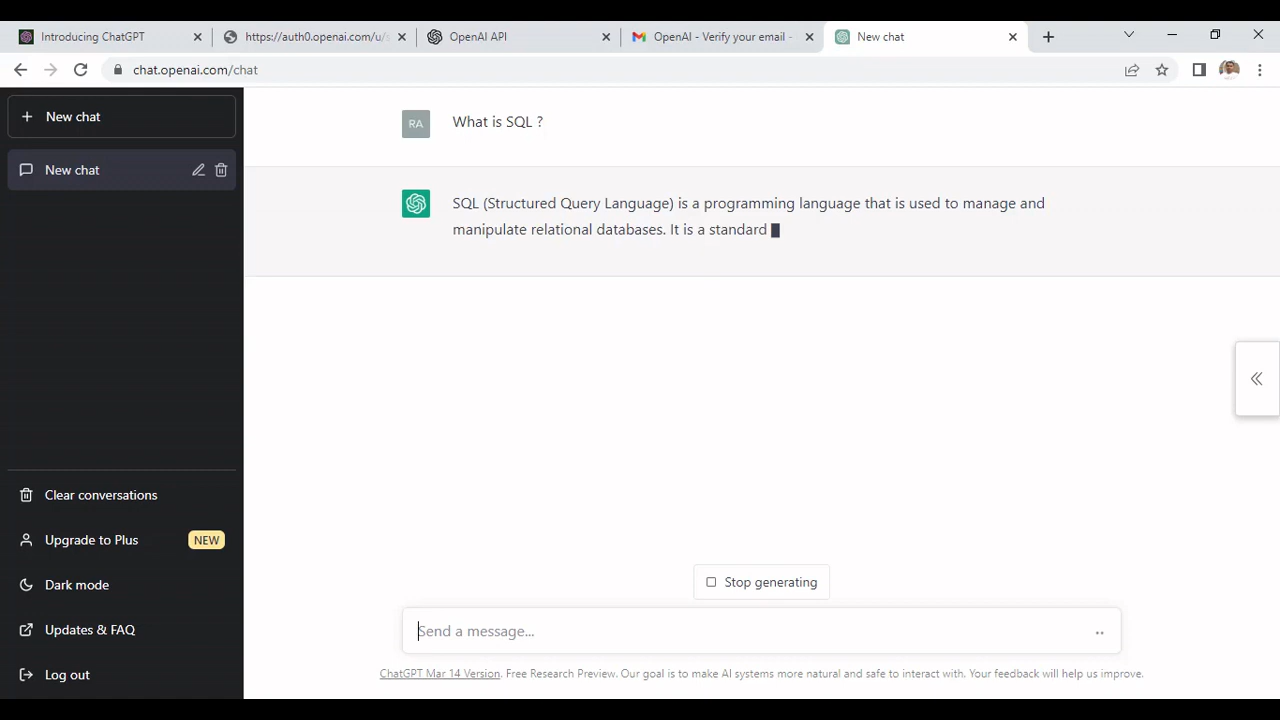 Introducing ChatGPT
https://auth0.openai.com/u/s
OpenAI API
OpenAI - Verify your email -
New chat
chat.openai.com/chat
New chat
New chat
RA
What is SQL ?
SQL (Structured Query Language) is a programming language that is used to manage and
manipulate relational databases. It is a standard
Clear conversations
Upgrade to Plus NEW
Dark mode
Updates & FAQ
Log out
Stop generating
Send a message...
ChatGPT Mar 14 Version. Free Research Preview. Our goal is to make AI systems more natural and safe to interact with. Your feedback will help us improve.